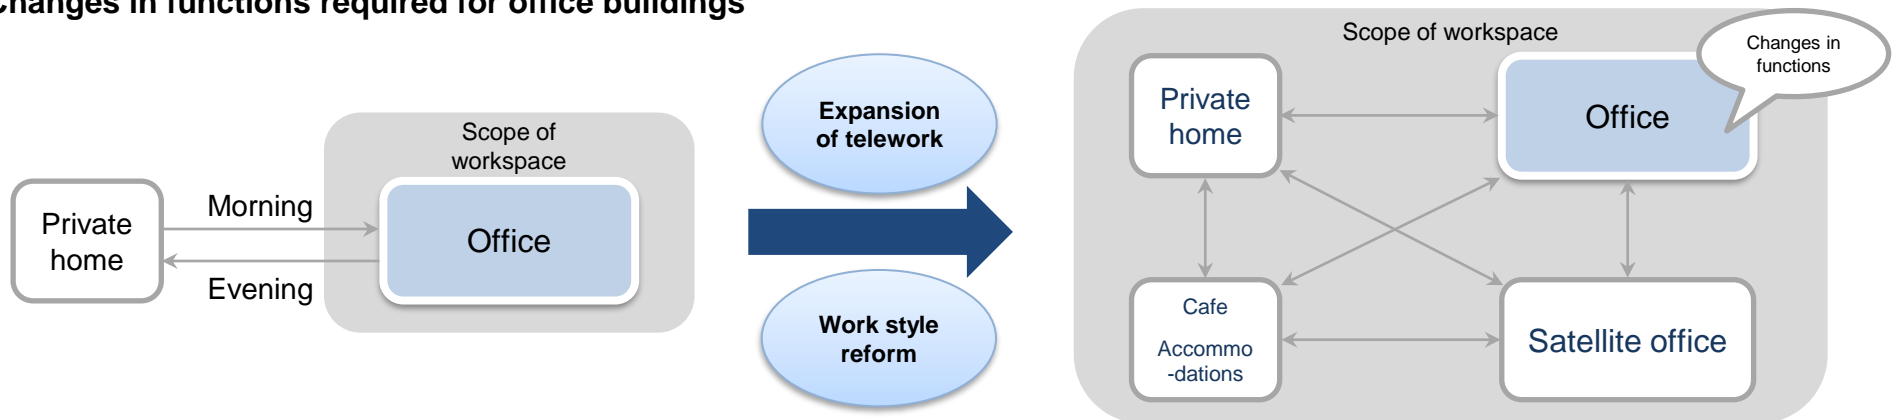 Changes in functions required for office buildings
Scope of
workspace
Private
home
Morning
Evening
Office
Expansion
of telework
Work style
reform
Scope of workspace
Changes in
functions
Private
home
Office
Cafe
Accommo
-dations
Satellite office